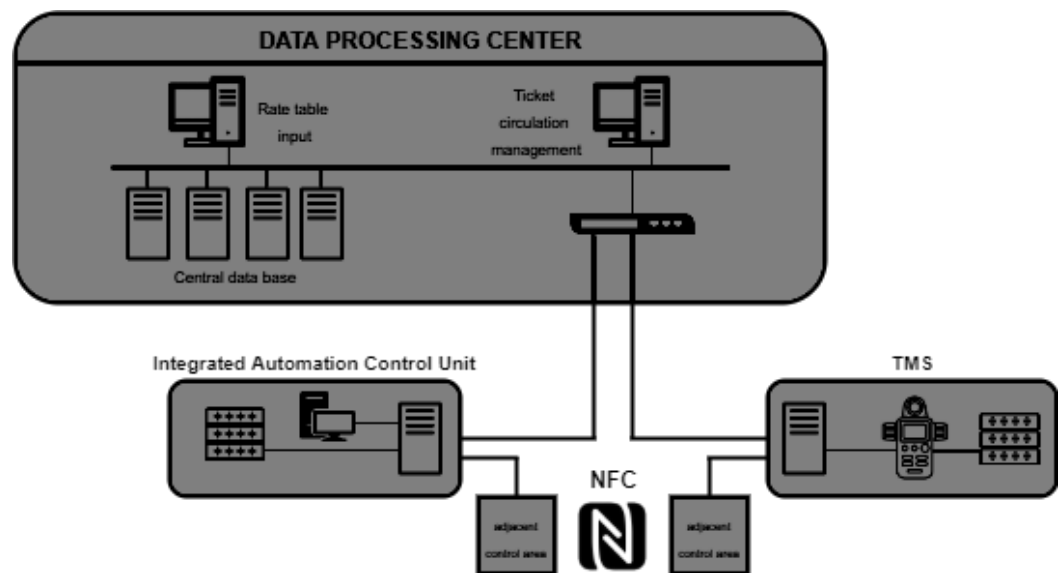 DATA PROCESSING CENTER
Rate table
input
Ticket
circulation
management
Central data base
Integrated Automation Control Unit
TMS
NFC
adjacent
control area
adjacent
control area